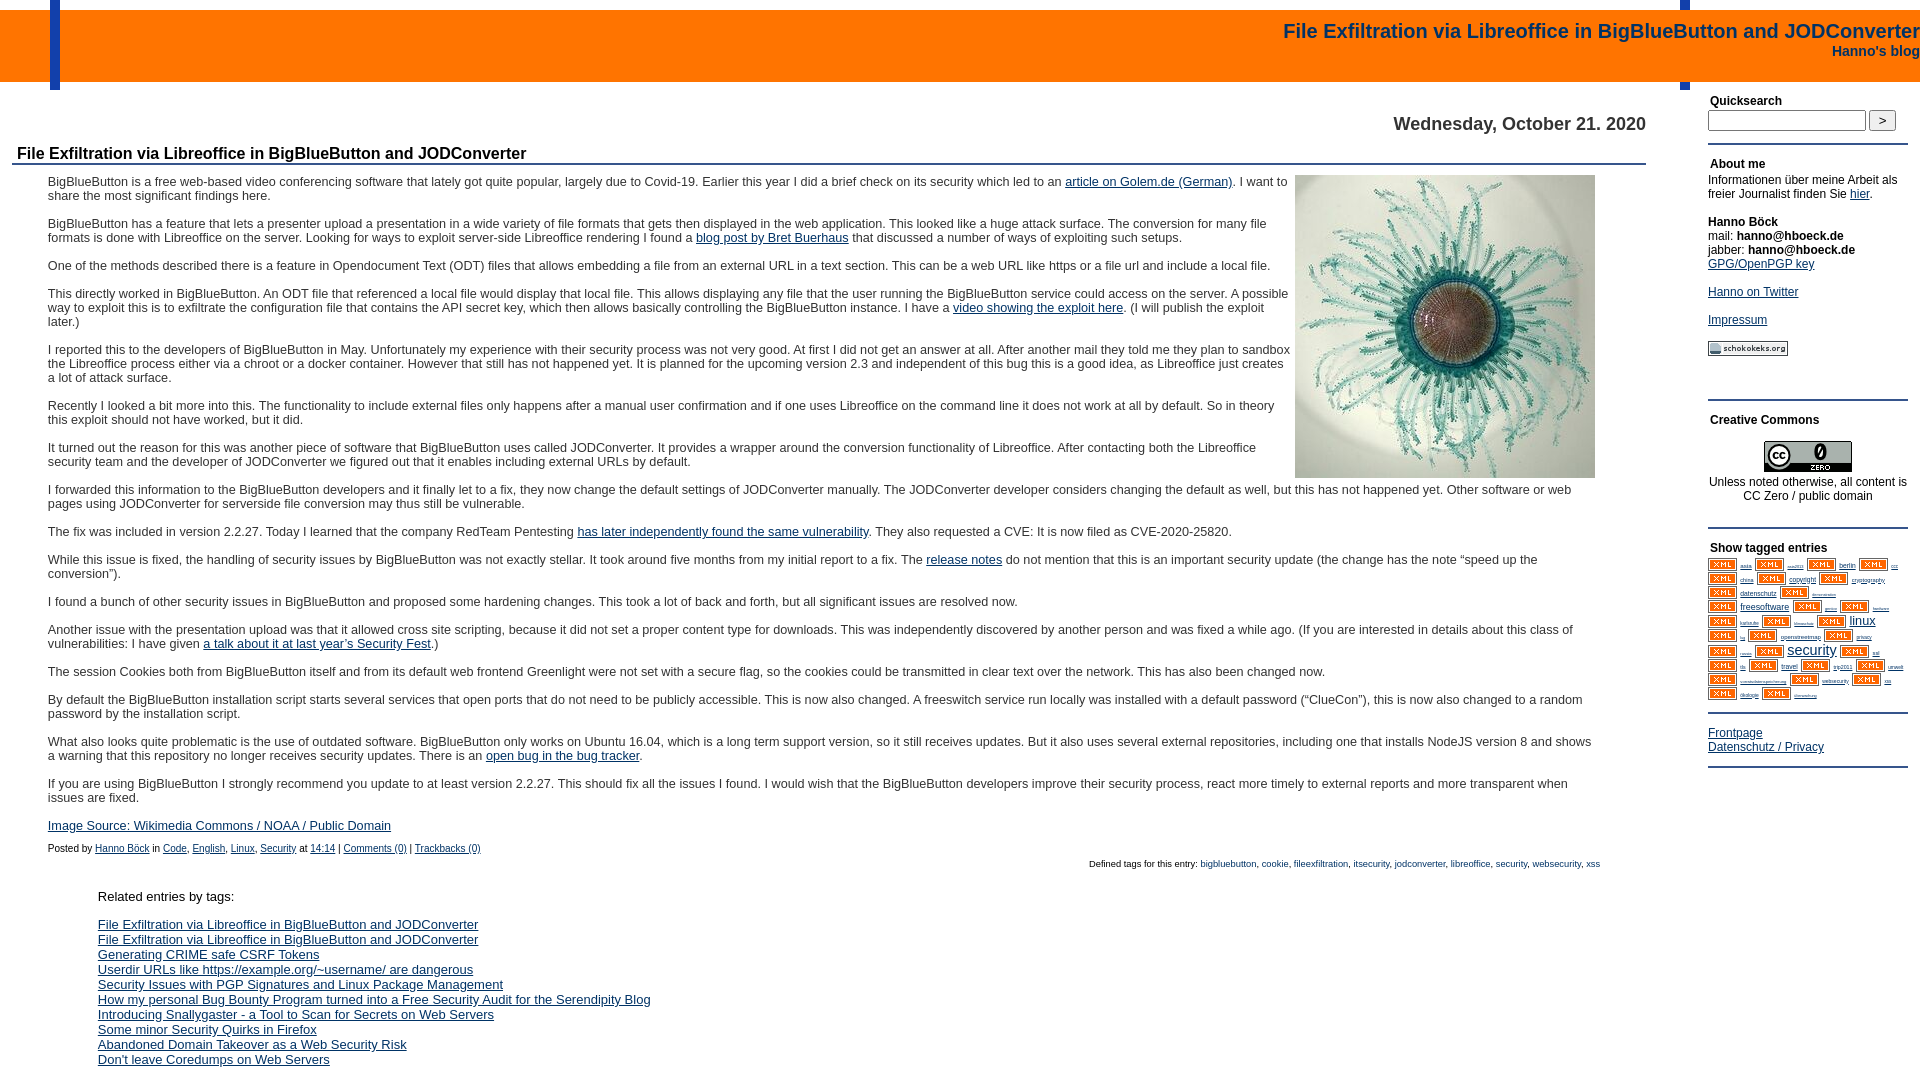 File Exfiltration via Libreoffice in BigBlueButton and JODConverter
Hanno's blog
Wednesday, October 21. 2020
File Exfiltration via Libreoffice in BigBlueButton and JODConverter
BigBlueButton is a free web-based video conferencing software that lately got quite popular, largely due to Covid-19. Earlier this year I did a brief check on its security which led to an article on Golem.de (German). I want to
share the most significant findings here.
BigBlueButton has a feature that lets a presenter upload a presentation in a wide variety of file formats that gets then displayed in the web application. This looked like a huge attack surface. The conversion for many file
formats is done with Libreoffice on the server. Looking for ways to exploit server-side Libreoffice rendering I found a blog post by Bret Buerhaus that discussed a number of ways of exploiting such setups.
One of the methods described there is a feature in Opendocument Text (ODT) files that allows embedding a file from an external URL in a text section. This can be a web URL like https or a file url and include a local file.
This directly worked in BigBlueButton. An ODT file that referenced a local file would display that local file. This allows displaying any file that the user running the BigBlueButton service could access on the server. A possible
way to exploit this is to exfiltrate the configuration file that contains the API secret key, which then allows basically controlling the BigBlueButton instance. I have a video showing the exploit here. (I will publish the exploit
later.)
I reported this to the developers of BigBlueButton in May. Unfortunately my experience with their security process was not very good. At first I did not get an answer at all. After another mail they told me they plan to sandbox
the Libreoffice process either via a chroot or a docker container. However that still has not happened yet. It is planned for the upcoming version 2.3 and independent of this bug this is a good idea, as Libreoffice just creates
a lot of attack surface.
Recently I looked a bit more into this. The functionality to include external files only happens after a manual user confirmation and if one uses Libreoffice on the command line it does not work at all by default. So in theory
this exploit should not have worked, but it did.
It turned out the reason for this was another piece of software that BigBlueButton uses called JODConverter. It provides a wrapper around the conversion functionality of Libreoffice. After contacting both the Libreoffice
security team and the developer of JODConverter we figured out that it enables including external URLs by default.
I forwarded this information to the BigBlueButton developers and it finally let to a fix, they now change the default settings of JODConverter manually. The JODConverter developer considers changing the default as well, but this has not happened yet. Other software or web
pages using JODConverter for serverside file conversion may thus still be vulnerable.
The fix was included in version 2.2.27. Today I learned that the company RedTeam Pentesting has later independently found the same vulnerability. They also requested a CVE: It is now filed as CVE-2020-25820.
While this issue is fixed, the handling of security issues by BigBlueButton was not exactly stellar. It took around five months from my initial report to a fix. The release notes do not mention that this is an important security update (the change has the note “speed up the
conversion”).
I found a bunch of other security issues in BigBlueButton and proposed some hardening changes. This took a lot of back and forth, but all significant issues are resolved now.
Another issue with the presentation upload was that it allowed cross site scripting, because it did not set a proper content type for downloads. This was independently discovered by another person and was fixed a while ago. (If you are interested in details about this class of
vulnerabilities: I have given a talk about it at last year’s Security Fest.)
The session Cookies both from BigBlueButton itself and from its default web frontend Greenlight were not set with a secure flag, so the cookies could be transmitted in clear text over the network. This has also been changed now.
By default the BigBlueButton installation script starts several services that open ports that do not need to be publicly accessible. This is now also changed. A freeswitch service run locally was installed with a default password (“ClueCon”), this is now also changed to a random
password by the installation script.
What also looks quite problematic is the use of outdated software. BigBlueButton only works on Ubuntu 16.04, which is a long term support version, so it still receives updates. But it also uses several external repositories, including one that installs NodeJS version 8 and shows
a warning that this repository no longer receives security updates. There is an open bug in the bug tracker.
If you are using BigBlueButton I strongly recommend you update to at least version 2.2.27. This should fix all the issues I found. I would wish that the BigBlueButton developers improve their security process, react more timely to external reports and more transparent when
issues are fixed.
Image Source: Wikimedia Commons / NOAA / Public Domain
Posted by Hanno Böck in Code, English, Linux, Security at 14:14 | Comments (0) | Trackbacks (0)
Defined tags for this entry: bigbluebutton, cookie, fileexfiltration, itsecurity, jodconverter, libreoffice, security, websecurity, xss
Related entries by tags:
File Exfiltration via Libreoffice in BigBlueButton and JODConverter
File Exfiltration via Libreoffice in BigBlueButton and JODConverter
Generating CRIME safe CSRF Tokens
Userdir URLs like https://example.org/~username/ are dangerous
Security Issues with PGP Signatures and Linux Package Management
How my personal Bug Bounty Program turned into a Free Security Audit for the Serendipity Blog
Introducing Snallygaster - a Tool to Scan for Secrets on Web Servers
Some minor Security Quirks in Firefox
Abandoned Domain Takeover as a Web Security Risk
Don't leave Coredumps on Web Servers
Quicksearch
>
About me
Informationen über meine Arbeit als
freier Journalist finden Sie hier.
Hanno Böck
mail: hanno@hboeck.de
jabber: hanno@hboeck.de
GPG/OpenPGP key
Hanno on Twitter
Impressum
schokokeks.org
Creative Commons
cc 0 ZERO
Unless noted otherwise, all content is
CC Zero / public domain
Show tagged entries
XML asia XML XML berlin XML ccc
XML china XML copyright XML cryptography
XML datenschutz XML
XML freesoftware XML XML
XML karlsruhe XML XML linux
XML XML openstreetmap XML privacy
XML XML security XML ssl
XML tls XML travel XML trip2011 XML umwelt
XML XML websecurity XML xss
XML ökologie XML
Frontpage
Datenschutz / Privacy